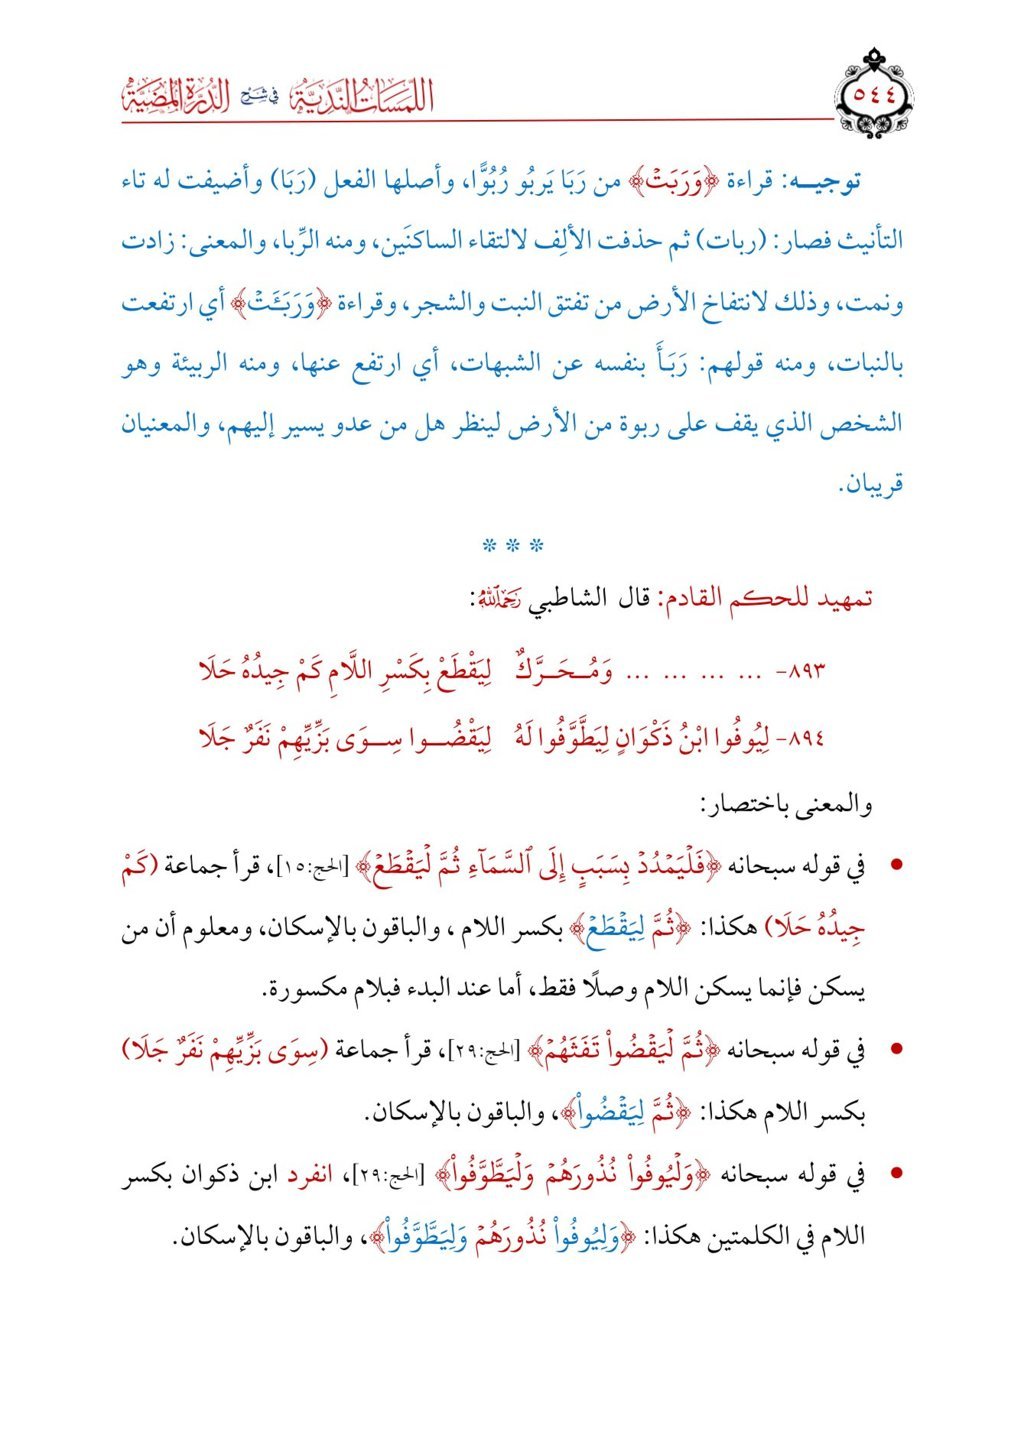 ٥٤٤
اللمسات الندية في شرح الدرة المضية
توجيـــه: قراءة ﴿وَرَبَتۡ﴾ من رَبَا يَربُو رُبُوًّا، وأصلها الفعل (رَبَا) وأضيفت له تاء
التأنيث فصار: (ربات) ثم حذفت الألِف لالتقاء الساكنَين، ومنه الرِّبا، والمعنى: زادت
ونمت، وذلك لانتفاخ الأرض من تفتق النبت والشجر، وقراءة ﴿وَرَبَـَٔتۡ﴾ أي ارتفعت
بالنبات، ومنه قولهم: رَبَـأَ بنفسه عن الشبهات، أي ارتفع عنها، ومنه الربيئة وهو
الشخص الذي يقف على ربوة من الأرض لينظر هل من عدو يسير إليهم، والمعنيان
قريبان.
* * *
تمهيد للحكم القادم: قال الشاطبي رَحِمَهُ اللَّهُ:
٨٩٣- ... ... ... ... وَمُـحَـرَّكٌ لِيَقْطَعْ بِكَسْرِ اللَّامِ كَمْ جِيدُهُ حَلَا
٨٩٤- لِيُوفُوا ابْنُ ذَكْوَانٍ لِيَطَّوَّفُوا لَهُ لِيَقْضُـــوا سِـــوَى بَزِّيِّهِمْ نَفَرٌ جَلَا
والمعنى باختصار:
• في قوله سبحانه ﴿فَلۡيَمۡدُدۡ بِسَبَبٍ إِلَى ٱلسَّمَآءِ ثُمَّ لۡيَقۡطَعۡ﴾ [الحج:١٥]، قرأ جماعة (كَمْ
جِيدُهُ حَلَا) هكذا: ﴿ثُمَّ لِيَقۡطَعۡ﴾ بكسر اللام ، والباقون بالإسكان، ومعلوم أن من
يسكن فإنما يسكن اللام وصلًا فقط، أما عند البدء فبلام مكسورة.
• في قوله سبحانه ﴿ثُمَّ لۡيَقۡضُواْ تَفَثَهُمۡ﴾ [الحج:٢٩]، قرأ جماعة (سِوَى بَزِّيِّهِمْ نَفَرٌ جَلَا)
بكسر اللام هكذا: ﴿ثُمَّ لِيَقۡضُواْ﴾، والباقون بالإسكان.
• في قوله سبحانه ﴿وَلۡيُوفُواْ نُذُورَهُمۡ وَلۡيَطَّوَّفُواْ﴾ [الحج:٢٩]، انفرد ابن ذكوان بكسر
اللام في الكلمتين هكذا: ﴿وَلِيُوفُواْ نُذُورَهُمۡ وَلِيَطَّوَّفُواْ﴾، والباقون بالإسكان.